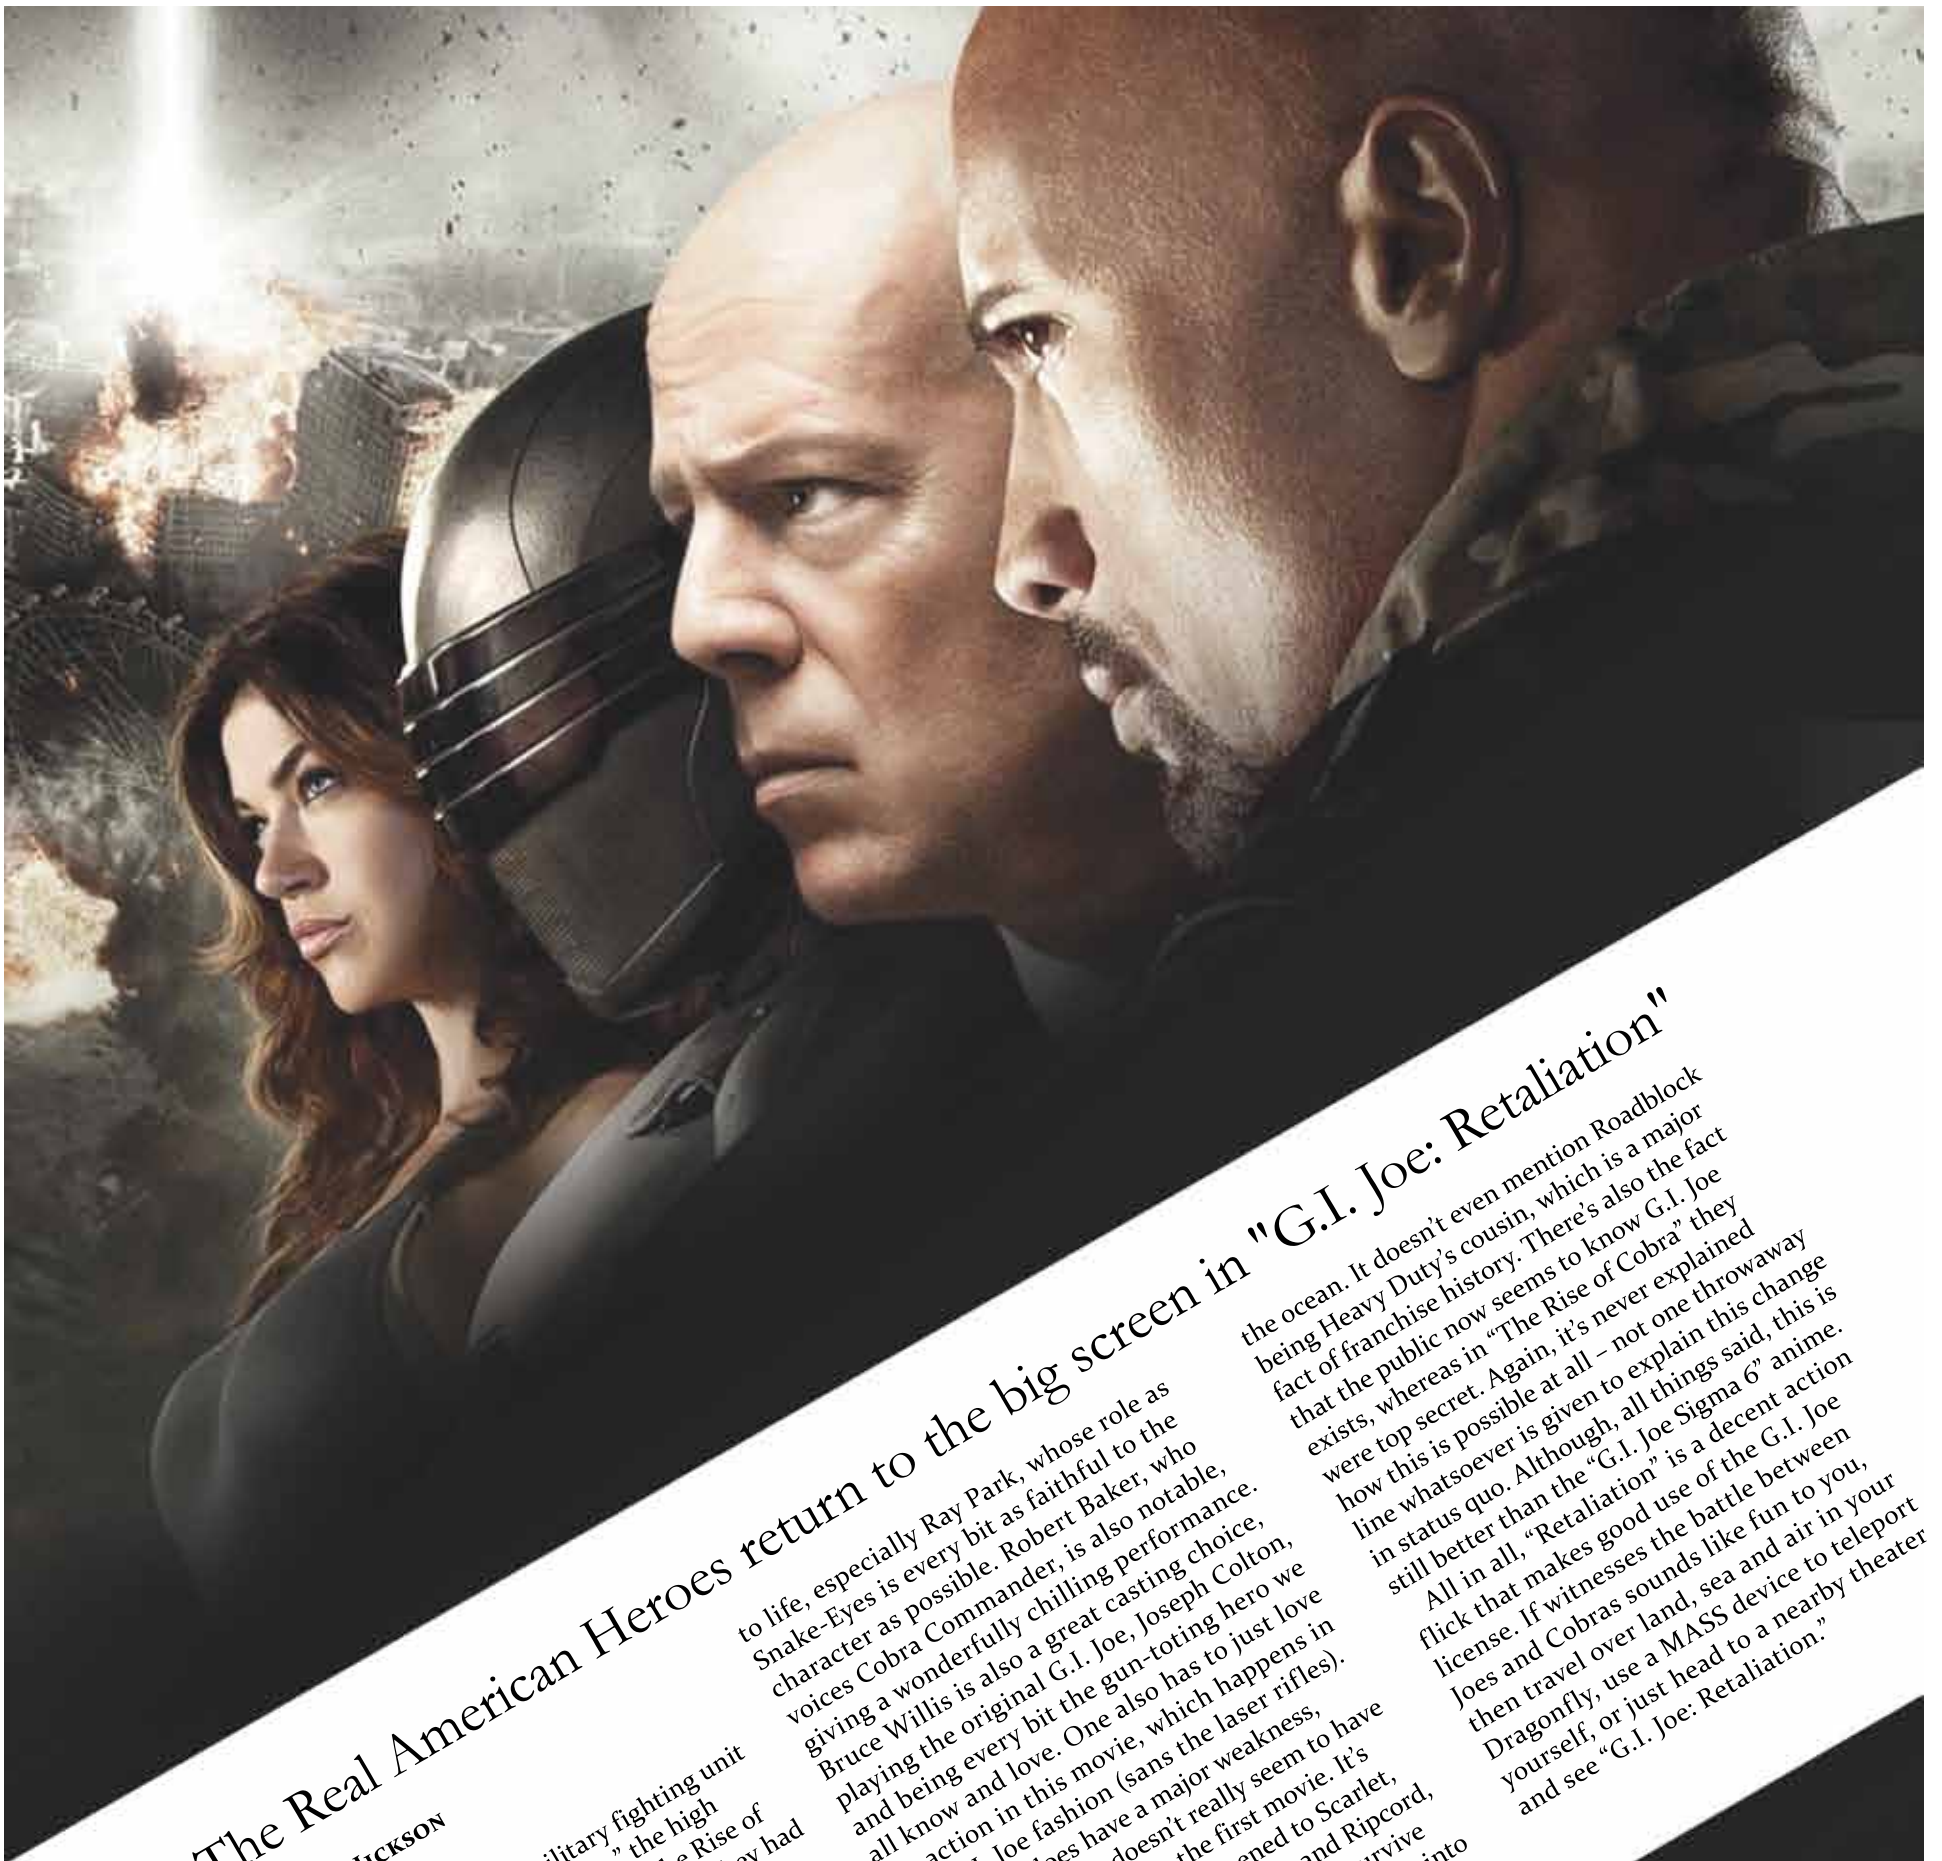 The Real American Heroes return to the big screen in "G.I. Joe: Retaliation"
fighting unit
the high
Rise of
had
to life, especially Ray Park, whose role as
Snake-Eyes is every bit as faithful to the
character as possible. Robert Baker, who
voices Cobra Commander, is also notable,
giving a wonderfully chilling performance.
Bruce Willis is also a great casting choice,
playing the original G.I. Joe, Joseph Colton,
and being every bit the gun-toting hero we
all know and love. One also has to just love
action in this movie, which happens in
Joe fashion (sans the laser rifles).
have a major weakness,
doesn't really seem to have
the first movie. It's
to Scarlet,
and Ripcord,
into
the ocean. It doesn't even mention Roadblock
being Heavy Duty's cousin, which is a major
fact of franchise history. There's also the fact
that the public now seems to know G.I. Joe
exists, whereas in “The Rise of Cobra” they
were top secret. Again, it's never explained
how this is possible at all – not one throwaway
line whatsoever is given to explain this change
in status quo. Although, all things said, this is
still better than the “G.I. Joe Sigma 6” anime.
All in all, “Retaliation” is a decent action
flick that makes good use of the G.I. Joe
license. If witnesses the battle between
Joes and Cobras sounds like fun to you,
then travel over land, sea and air in your
Dragonfly, use a MASS device to teleport
yourself, or just head to a nearby theater
and see “G.I. Joe: Retaliation.”